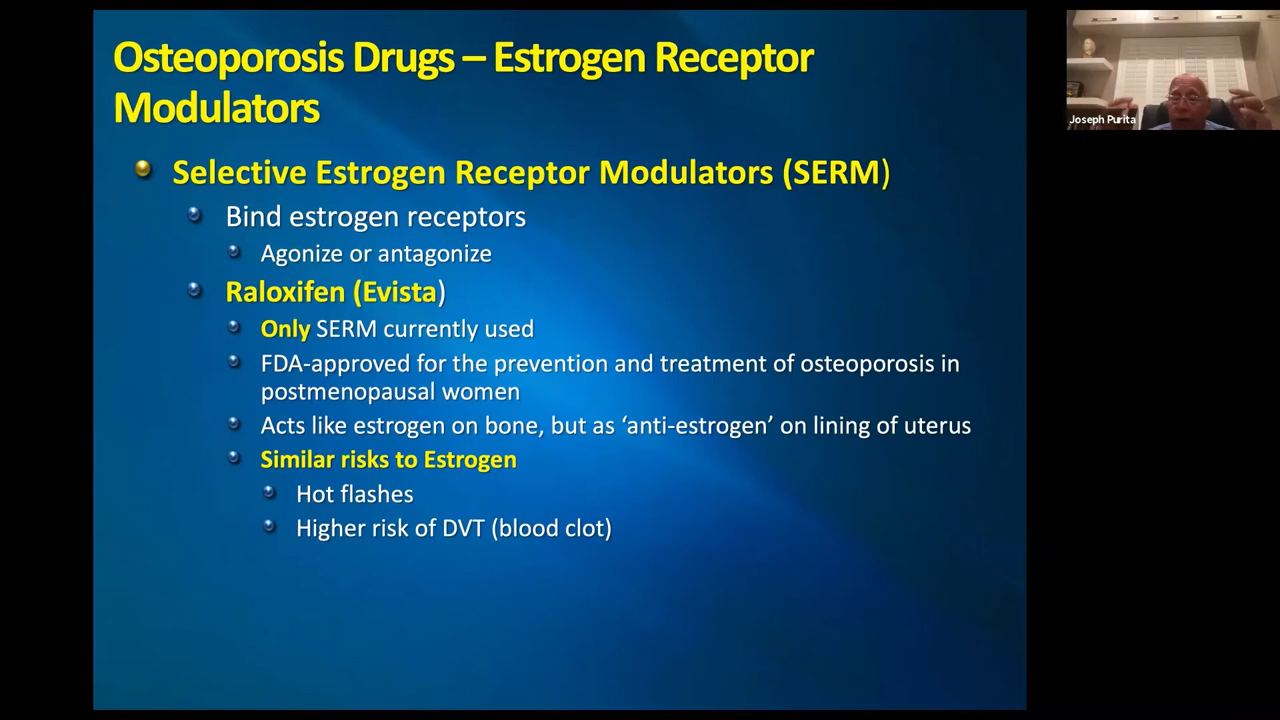 Osteoporosis Drugs – Estrogen Receptor
Modulators
Selective Estrogen Receptor Modulators (SERM)
Bind estrogen receptors
Agonize or antagonize
Raloxifen (Evista)
Only SERM currently used
FDA-approved for the prevention and treatment of osteoporosis in
postmenopausal women
Acts like estrogen on bone, but as ‘anti-estrogen’ on lining of uterus
Similar risks to Estrogen
Hot flashes
Higher risk of DVT (blood clot)
Joseph Purita